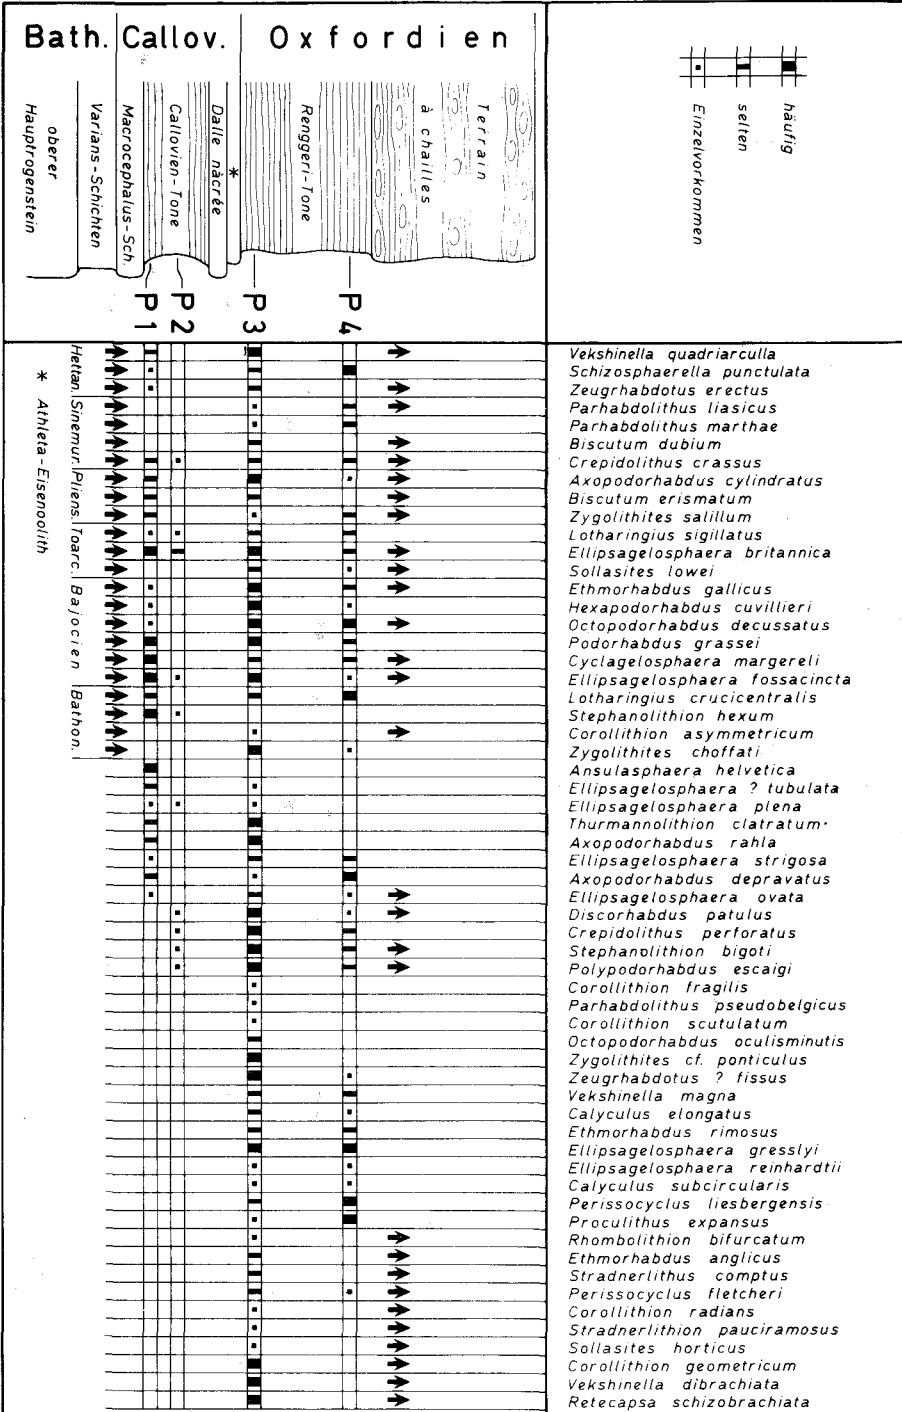 Bath. Callov. Oxfordien
oberer
Hauptrogenstein
Varians-Schichten
Macrocephalus-Sch.
Callovien-Tone
Dalle nàcrée
*
Renggeri-Tone
Terrain
à chailles
häufig
selten
Einzelvorkommen
P 1
P 2
P 3
P 4
Hettan.
Sinemur.
Pliens.
Toarc.
Bajocien
Bathon.
* Athleta-Eisenoolith
Vekshinella quadriarculla
Schizosphaerella punctulata
Zeugrhabdotus erectus
Parhabdolithus liasicus
Parhabdolithus marthae
Biscutum dubium
Crepidolithus crassus
Axopodorhabdus cylindratus
Biscutum erismatum
Zygolithites salillum
Lotharingius sigillatus
Ellipsagelosphaera britannica
Sollasites lowei
Ethmorhabdus gallicus
Hexapodorhabdus cuvillieri
Octopodorhabdus decussatus
Podorhabdus grassei
Cyclagelosphaera margereli
Ellipsagelosphaera fossacincta
Lotharingius crucicentralis
Stephanolithion hexum
Corollithion asymmetricum
Zygolithites choffati
Ansulasphaera helvetica
Ellipsagelosphaera ? tubulata
Ellipsagelosphaera plena
Thurmannolithion clatratum
Axopodorhabdus rahla
Ellipsagelosphaera strigosa
Axopodorhabdus depravatus
Ellipsagelosphaera ovata
Discorhabdus patulus
Crepidolithus perforatus
Stephanolithion bigoti
Polypodorhabdus escaigi
Corollithion fragilis
Parhabdolithus pseudobelgicus
Corollithion scutulatum
Octopodorhabdus oculisminutis
Zygolithites cf. ponticulus
Zeugrhabdotus ? fissus
Vekshinella magna
Calyculus elongatus
Ethmorhabdus rimosus
Ellipsagelosphaera gresslyi
Ellipsagelosphaera reinhardtii
Calyculus subcircularis
Perissocyclus liesbergensis
Proculithus expansus
Rhombolithion bifurcatum
Ethmorhabdus anglicus
Stradnerlithus comptus
Perissocyclus fletcheri
Corollithion radians
Stradnerlithion pauciramosus
Sollasites horticus
Corollithion geometricum
Vekshinella dibrachiata
Retecapsa schizobrachiata